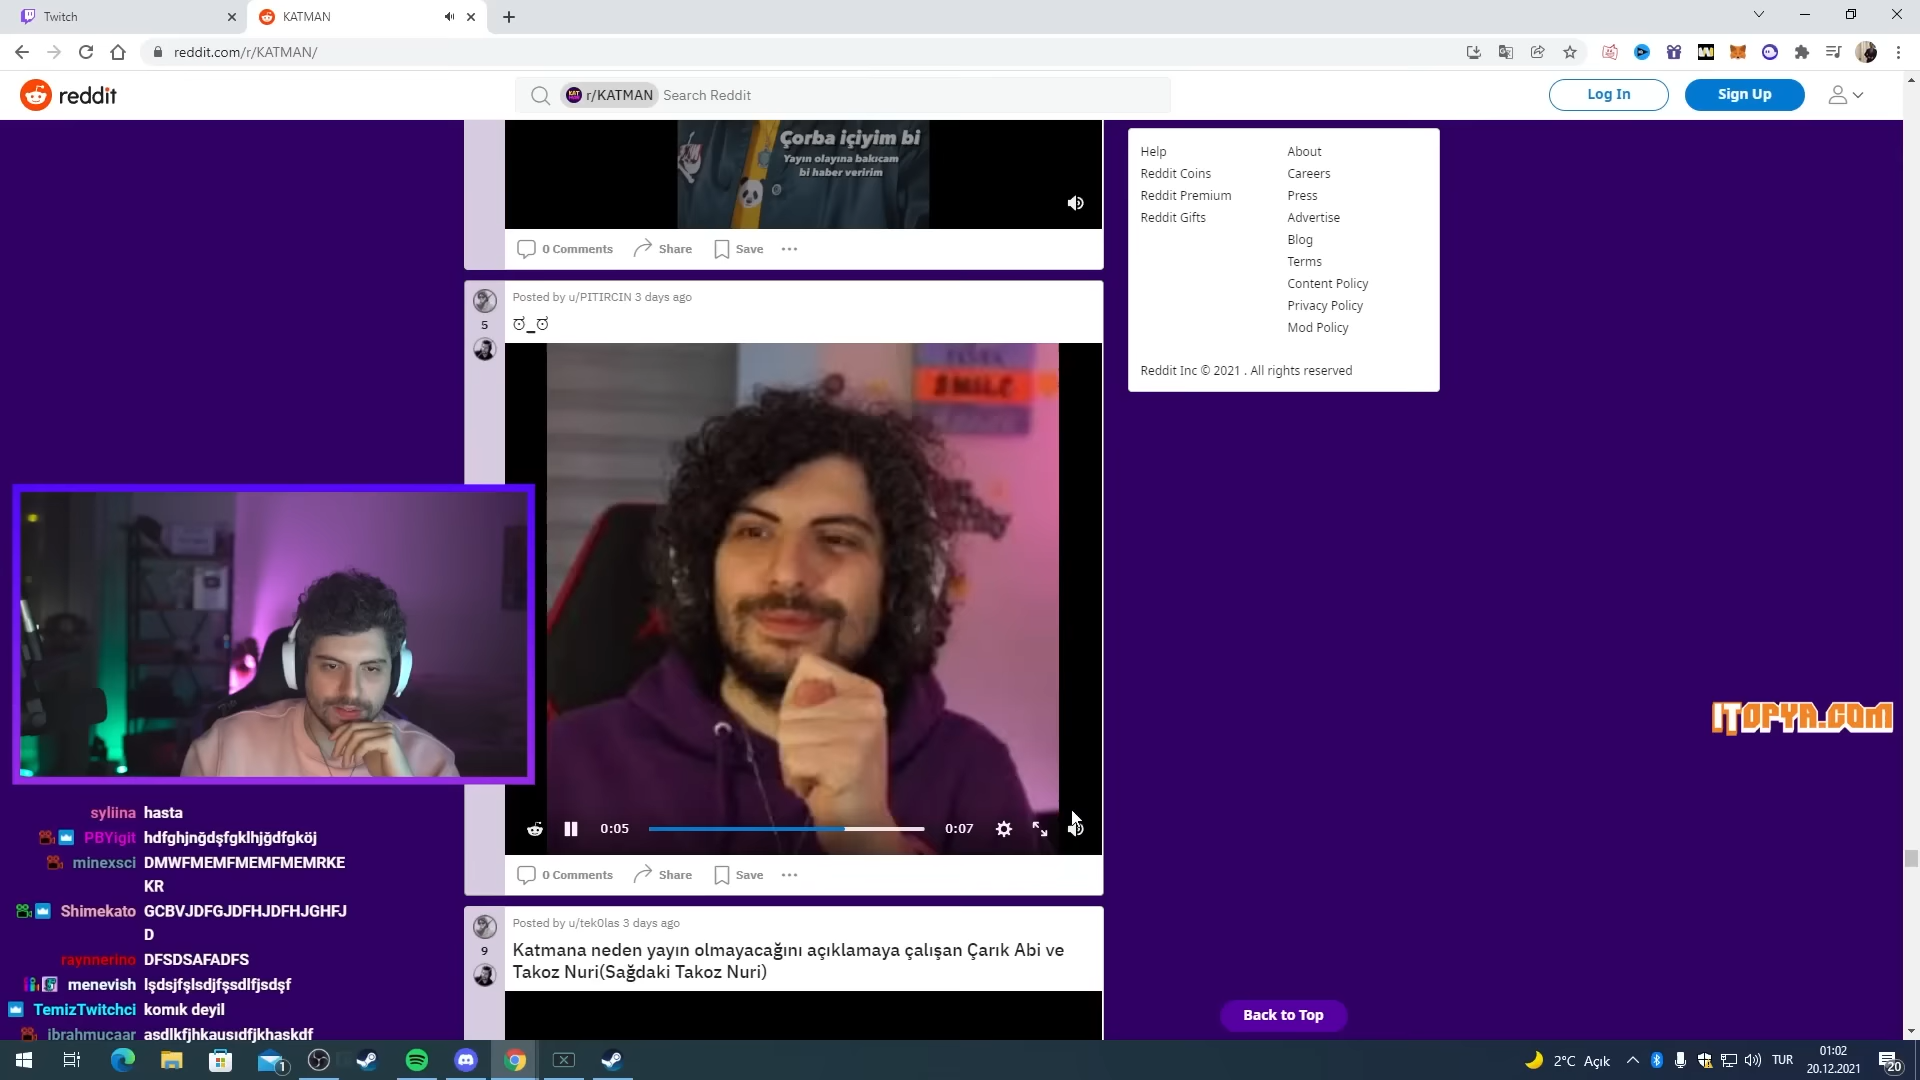 Twitch
KATMAN
reddit.com/r/KATMAN/
reddit
r/KATMAN
Search Reddit
Log In
Sign Up
Çorba içiyim bi
Yayın olayına bakıcam
bi haber veririm
0 Comments
Share
Save
Help
About
Reddit Coins
Careers
Reddit Premium
Press
Reddit Gifts
Advertise
Blog
Terms
Content Policy
Privacy Policy
Mod Policy
Reddit Inc © 2021 . All rights reserved
Posted by u/PITIRCIN 3 days ago
5
ಠ_ಠ
SMILE
0:05
0:07
0 Comments
Share
Save
Posted by u/tek0las 3 days ago
9
Katmana neden yayın olmayacağını açıklamaya çalışan Çarık Abi ve
Takoz Nuri(Sağdaki Takoz Nuri)
Back to Top
ITOPYA.COM
syliina hasta
PBYigit hdfghjnğdşfgklhjğdfgköj
minexsci DMWFMEMFMEMFMEMRKE
KR
Shimekato GCBVJDFGJDFHJDFHJGHFJ
D
raynnerino DFSDSAFADFS
menevish lşdsjfşlsdjfşsdlfjsdşf
TemizTwitchci komık deyil
ibrahmucaar asdlkfjhkausıdfjkhaskdf
1
2°C Açık
TUR
01:02
20.12.2021
20